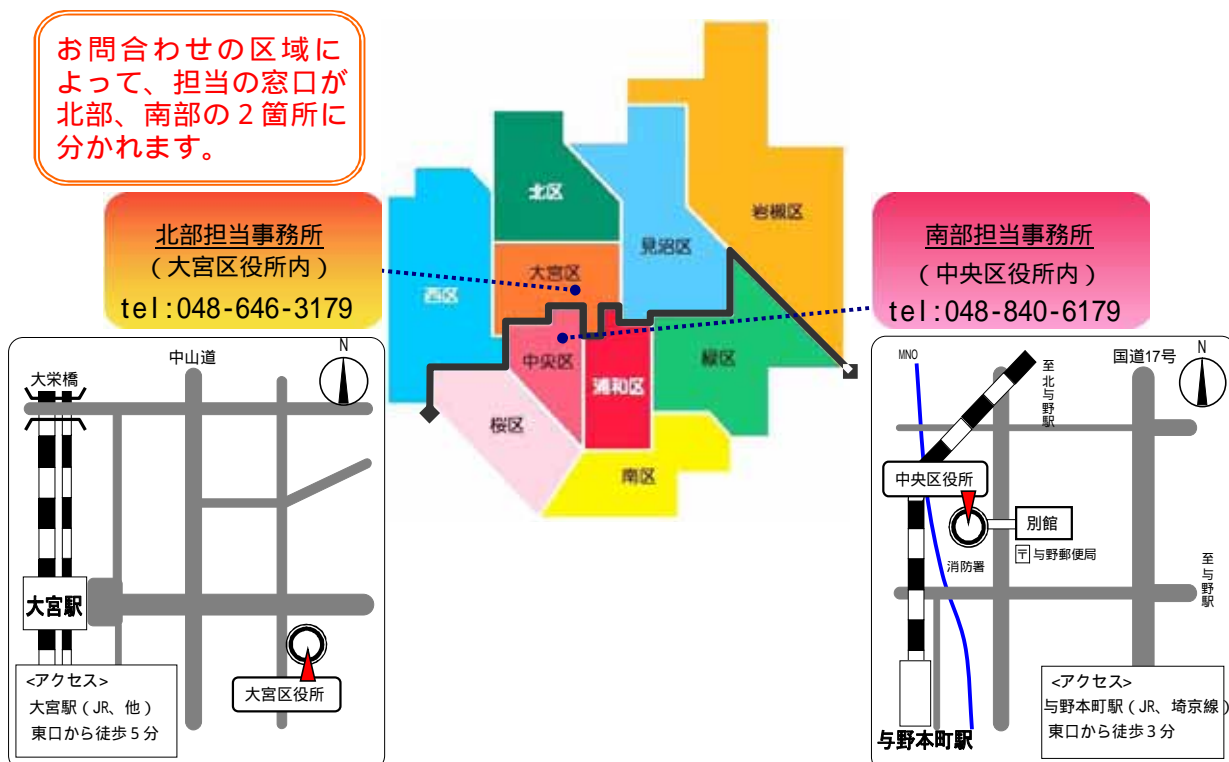 お問合わせの区域に
よって、担当の窓口が
北部、南部の2箇所に
分かれます。
北部担当事務所
(大宮区役所内)
tel:048-646-3179
南部担当事務所
(中央区役所内)
tel:048-840-6179
北区
岩槻区
見沼区
大宮区
西区
中央区
浦和区
緑区
桜区
南区
中山道
大栄橋
N
大宮駅
大宮区役所
<アクセス>
大宮駅(JR、他)
東口から徒歩5分
MNO
国道17号
N
至北与野駅
中央区役所
別館
〒与野郵便局
消防署
至与野駅
与野本町駅
<アクセス>
与野本町駅(JR、埼京線)
東口から徒歩3分